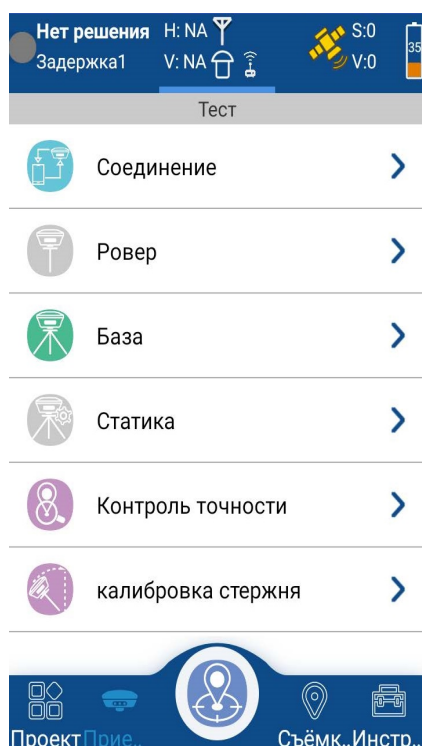 Нет решения H: NA S:0
Задержка1 V: NA V:0
35
Тест
Соединение
Ровер
База
Статика
Контроль точности
калибровка стержня
Проект Прие.. Съёмк.. Инстр..